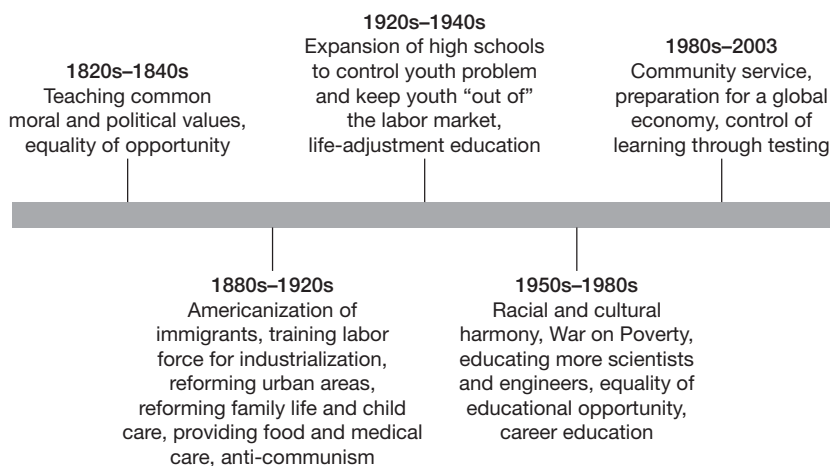 1820s–1840s
Teaching common
moral and political values,
equality of opportunity
1880s–1920s
Americanization of
immigrants, training labor
force for industrialization,
reforming urban areas,
reforming family life and child
care, providing food and medical
care, anti-communism
1920s–1940s
Expansion of high schools
to control youth problem
and keep youth “out of”
the labor market,
life-adjustment education
1950s–1980s
Racial and cultural
harmony, War on Poverty,
educating more scientists
and engineers, equality of
educational opportunity,
career education
1980s–2003
Community service,
preparation for a global
economy, control of
learning through testing